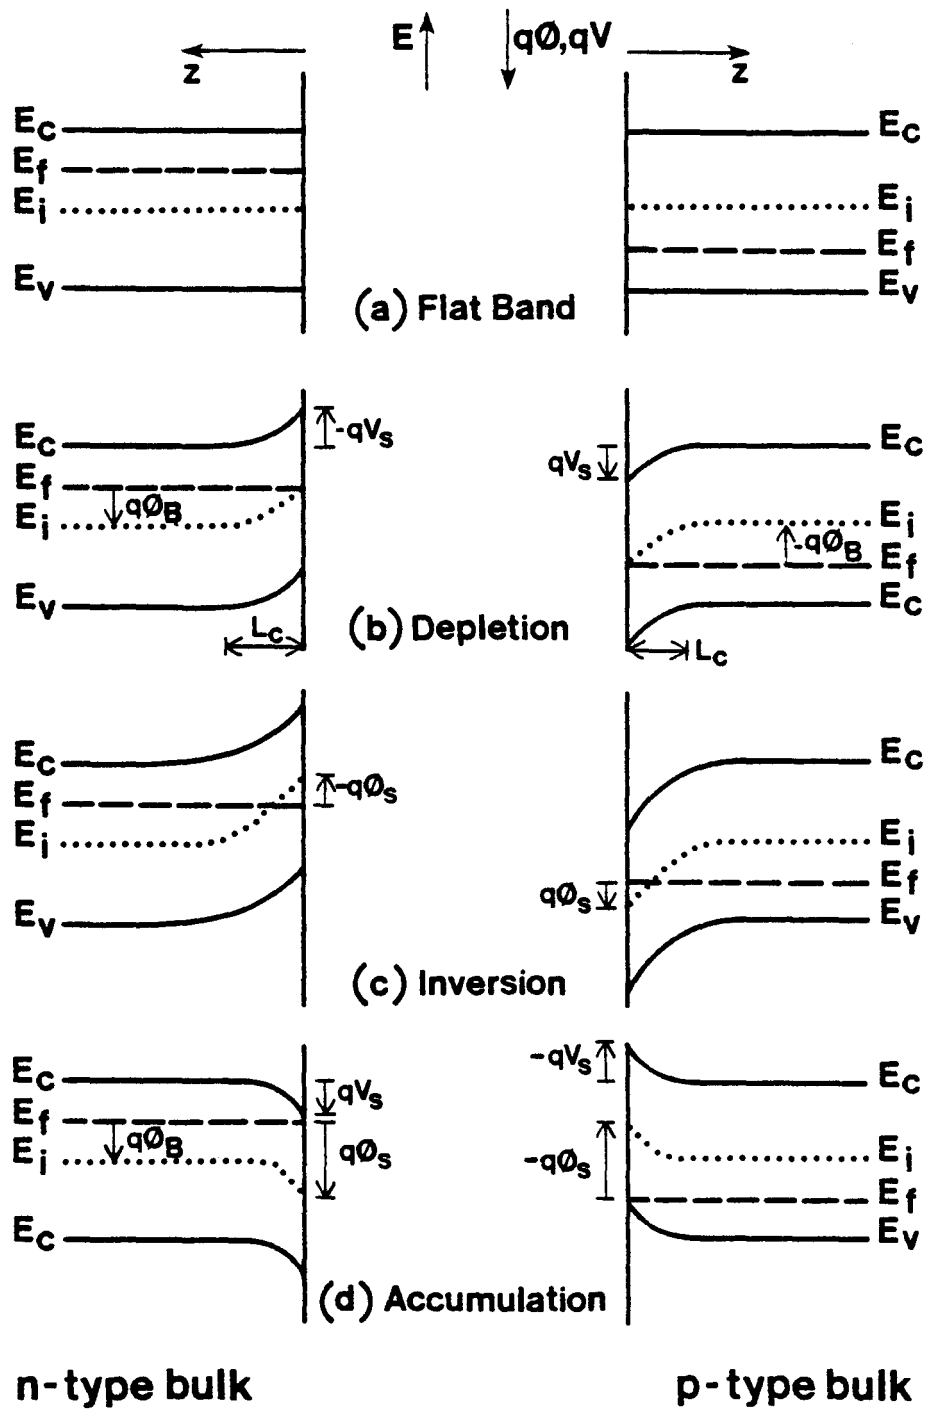 E qØ,qV
z z
Ec Ec
Ef
Ei Ei
Ef
Ev Ev
(a) Flat Band
-qVs
Ec qVs Ec
Ef
qØB Ei
Ei -qØB Ef
Ev Ec
(b) Depletion
Lc Lc
Ec Ec
Ef -qØs
Ei Ei
qØs Ef
Ev Ev
(c) Inversion
-qVs
Ec qVs Ec
Ef
qØB qØs
Ei -qØs Ei
Ef
Ec Ev
(d) Accumulation
n-type bulk p-type bulk